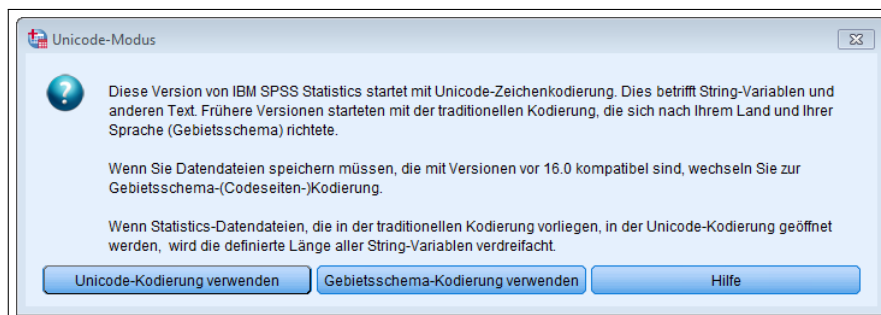 Unicode-Modus
Diese Version von IBM SPSS Statistics startet mit Unicode-Zeichenkodierung. Dies betrifft String-Variablen und
anderen Text. Frühere Versionen starteten mit der traditionellen Kodierung, die sich nach Ihrem Land und Ihrer
Sprache (Gebietsschema) richtete.
Wenn Sie Datendateien speichern müssen, die mit Versionen vor 16.0 kompatibel sind, wechseln Sie zur
Gebietsschema-(Codeseiten-)Kodierung.
Wenn Statistics-Datendateien, die in der traditionellen Kodierung vorliegen, in der Unicode-Kodierung geöffnet
werden, wird die definierte Länge aller String-Variablen verdreifacht.
Unicode-Kodierung verwenden Gebietsschema-Kodierung verwenden Hilfe